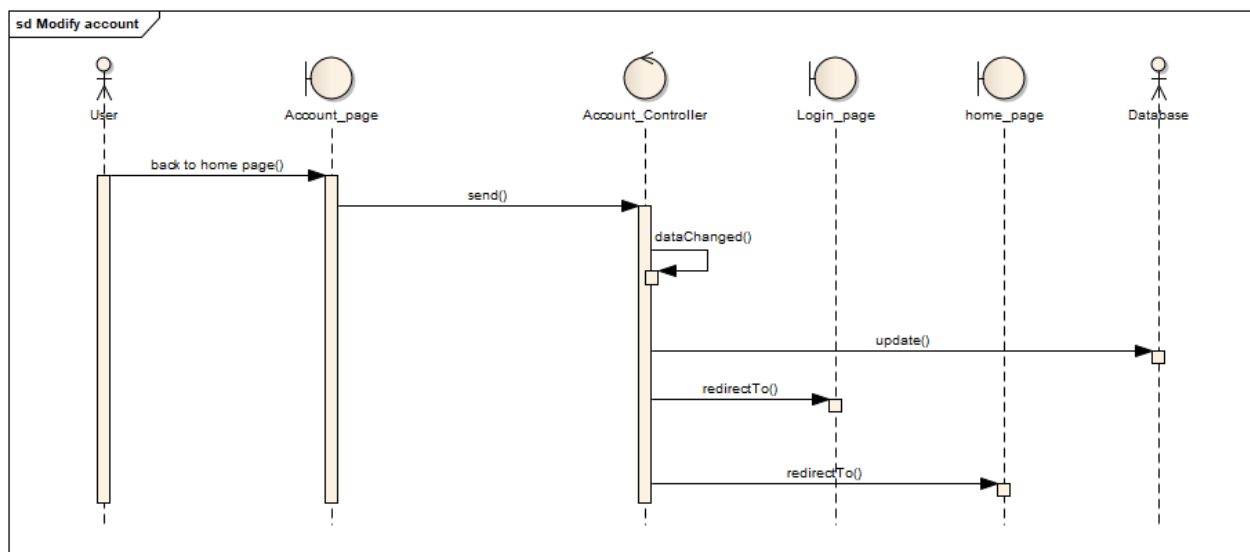 sd Modify account
User
Account_page
Account_Controller
Login_page
home_page
Database
back to home page()
send()
dataChanged()
update()
redirectTo()
redirectTo()